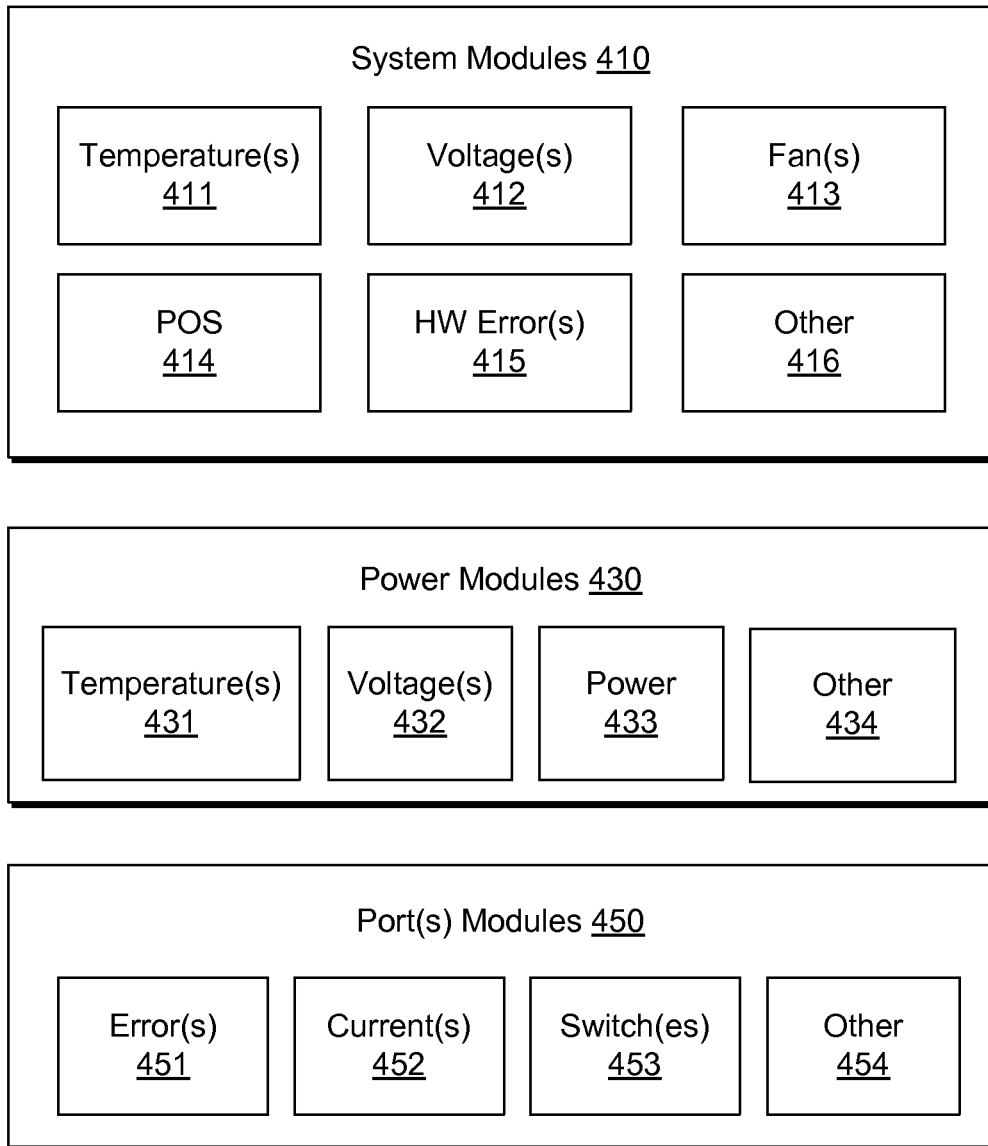 System Modules 410
Temperature(s)
411
Voltage(s)
412
Fan(s)
413
POS
414
HW Error(s)
415
Other
416
Power Modules 430
Temperature(s)
431
Voltage(s)
432
Power
433
Other
434
Port(s) Modules 450
Error(s)
451
Current(s)
452
Switch(es)
453
Other
454